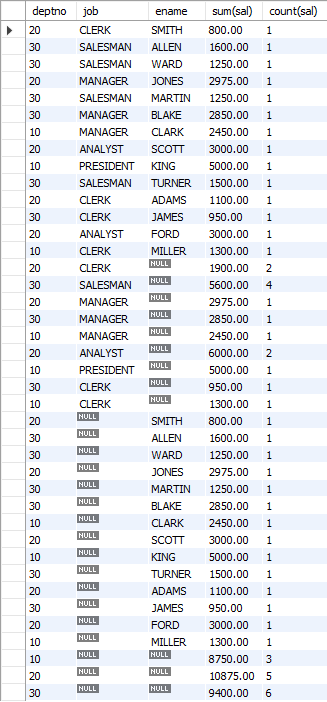 deptno job ename sum(sal) count(sal)
20 CLERK SMITH 800.00 1
30 SALESMAN ALLEN 1600.00 1
30 SALESMAN WARD 1250.00 1
20 MANAGER JONES 2975.00 1
30 SALESMAN MARTIN 1250.00 1
30 MANAGER BLAKE 2850.00 1
10 MANAGER CLARK 2450.00 1
20 ANALYST SCOTT 3000.00 1
10 PRESIDENT KING 5000.00 1
30 SALESMAN TURNER 1500.00 1
20 CLERK ADAMS 1100.00 1
30 CLERK JAMES 950.00 1
20 ANALYST FORD 3000.00 1
10 CLERK MILLER 1300.00 1
20 CLERK NULL 1900.00 2
30 SALESMAN NULL 5600.00 4
20 MANAGER NULL 2975.00 1
30 MANAGER NULL 2850.00 1
10 MANAGER NULL 2450.00 1
20 ANALYST NULL 6000.00 2
10 PRESIDENT NULL 5000.00 1
30 CLERK NULL 950.00 1
10 CLERK NULL 1300.00 1
20 NULL SMITH 800.00 1
30 NULL ALLEN 1600.00 1
30 NULL WARD 1250.00 1
20 NULL JONES 2975.00 1
30 NULL MARTIN 1250.00 1
30 NULL BLAKE 2850.00 1
10 NULL CLARK 2450.00 1
20 NULL SCOTT 3000.00 1
10 NULL KING 5000.00 1
30 NULL TURNER 1500.00 1
20 NULL ADAMS 1100.00 1
30 NULL JAMES 950.00 1
20 NULL FORD 3000.00 1
10 NULL MILLER 1300.00 1
10 NULL NULL 8750.00 3
20 NULL NULL 10875.00 5
30 NULL NULL 9400.00 6